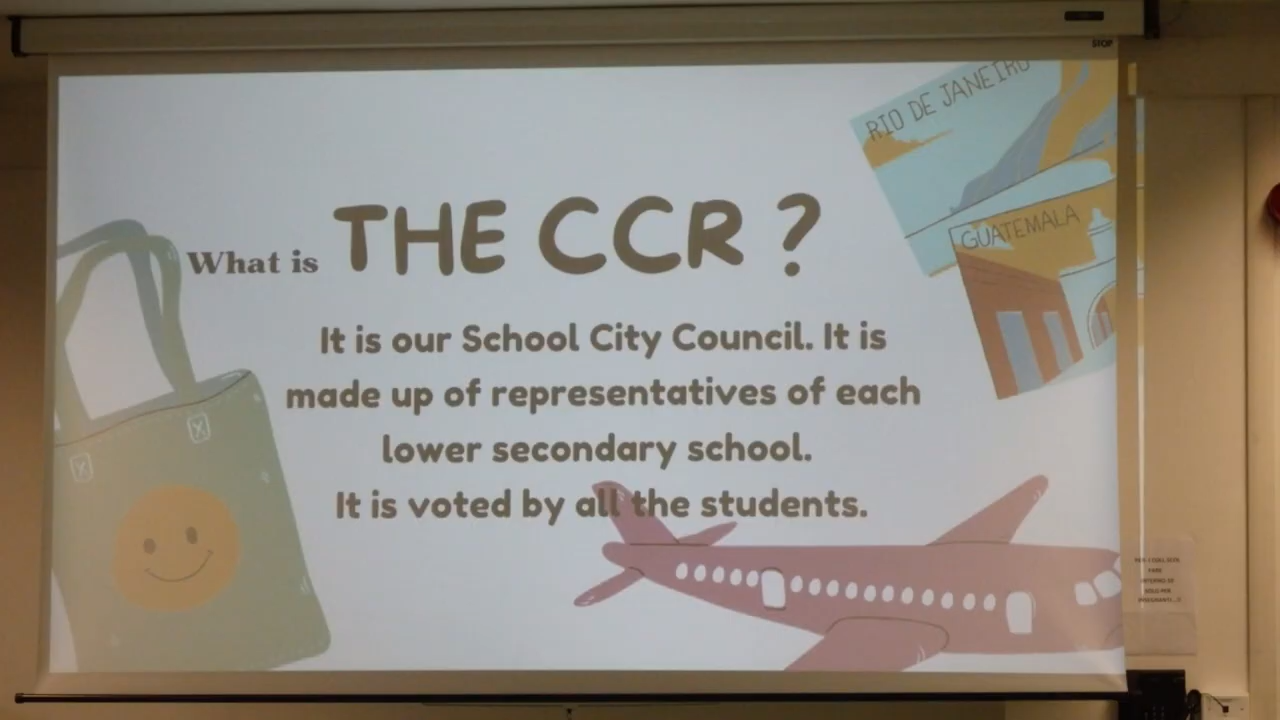 STOP
RIO DE JANEIRO
GUATEMALA
What is THE CCR ?
It is our School City Council. It is
made up of representatives of each
lower secondary school.
It is voted by all the students.